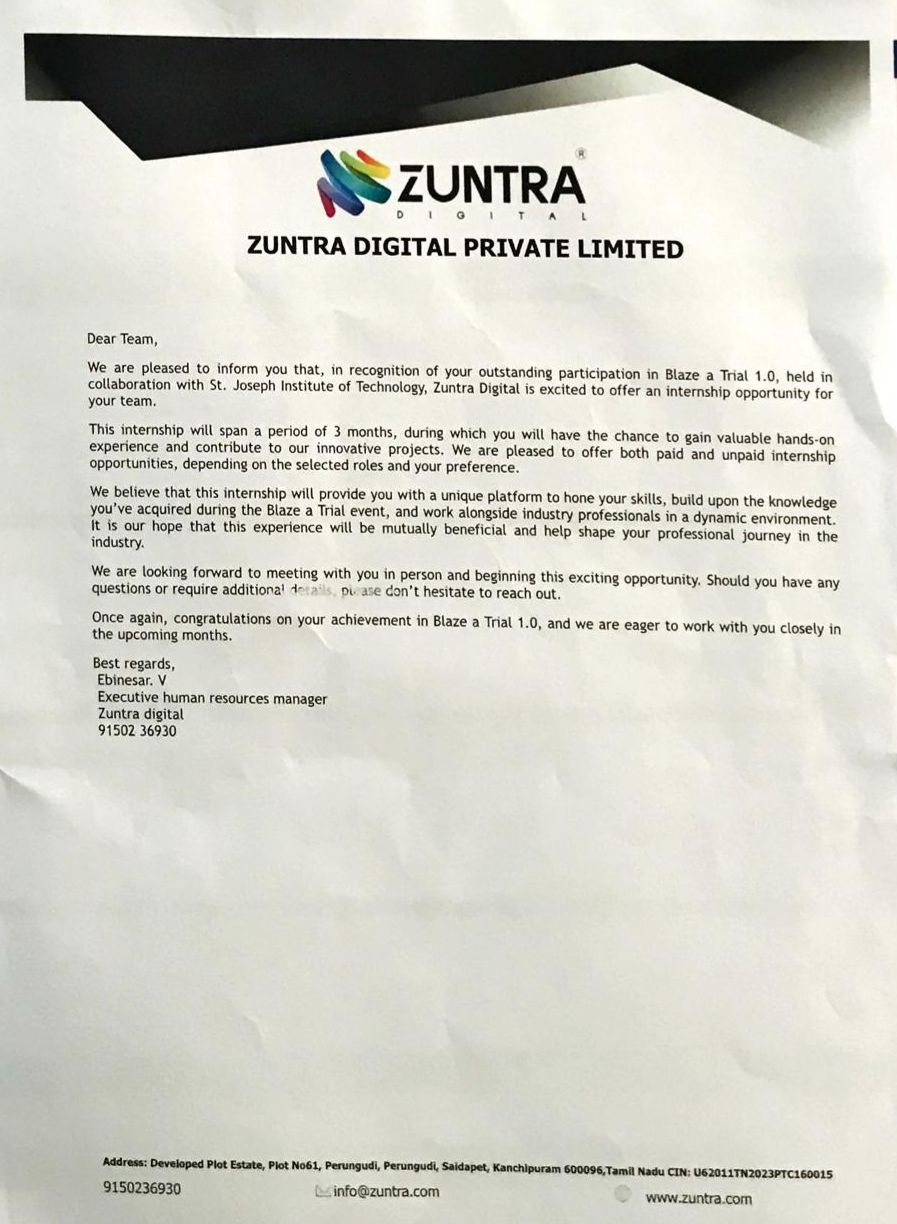 ZUNTRA
®
DIGITAL
ZUNTRA DIGITAL PRIVATE LIMITED
Dear Team,
We are pleased to inform you that, in recognition of your outstanding participation in Blaze a Trial 1.0, held in
collaboration with St. Joseph Institute of Technology, Zuntra Digital is excited to offer an internship opportunity for
your team.
This internship will span a period of 3 months, during which you will have the chance to gain valuable hands-on
experience and contribute to our innovative projects. We are pleased to offer both paid and unpaid internship
opportunities, depending on the selected roles and your preference.
We believe that this internship will provide you with a unique platform to hone your skills, build upon the knowledge
you've acquired during the Blaze a Trial event, and work alongside industry professionals in a dynamic environment.
It is our hope that this experience will be mutually beneficial and help shape your professional journey in the
industry.
We are looking forward to meeting with you in person and beginning this exciting opportunity. Should you have any
questions or require additional details, please don't hesitate to reach out.
Once again, congratulations on your achievement in Blaze a Trial 1.0, and we are eager to work with you closely in
the upcoming months.
Best regards,
Ebinesar. V
Executive human resources manager
Zuntra digital
91502 36930
Address: Developed Plot Estate, Plot No61, Perungudi, Perungudi, Saidapet, Kanchipuram 600096,Tamil Nadu CIN: U62011TN2023PTC160015
9150236930
info@zuntra.com
www.zuntra.com